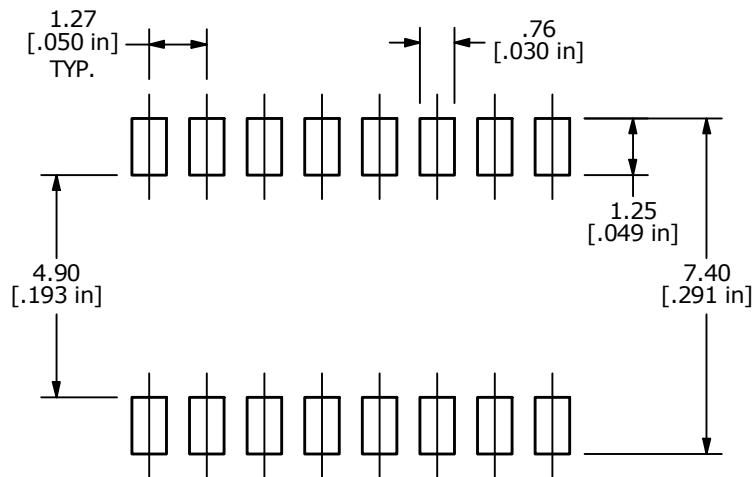 1.27
[.050 in]
TYP.
.76
[.030 in]
1.25
[.049 in]
4.90
[.193 in]
7.40
[.291 in]